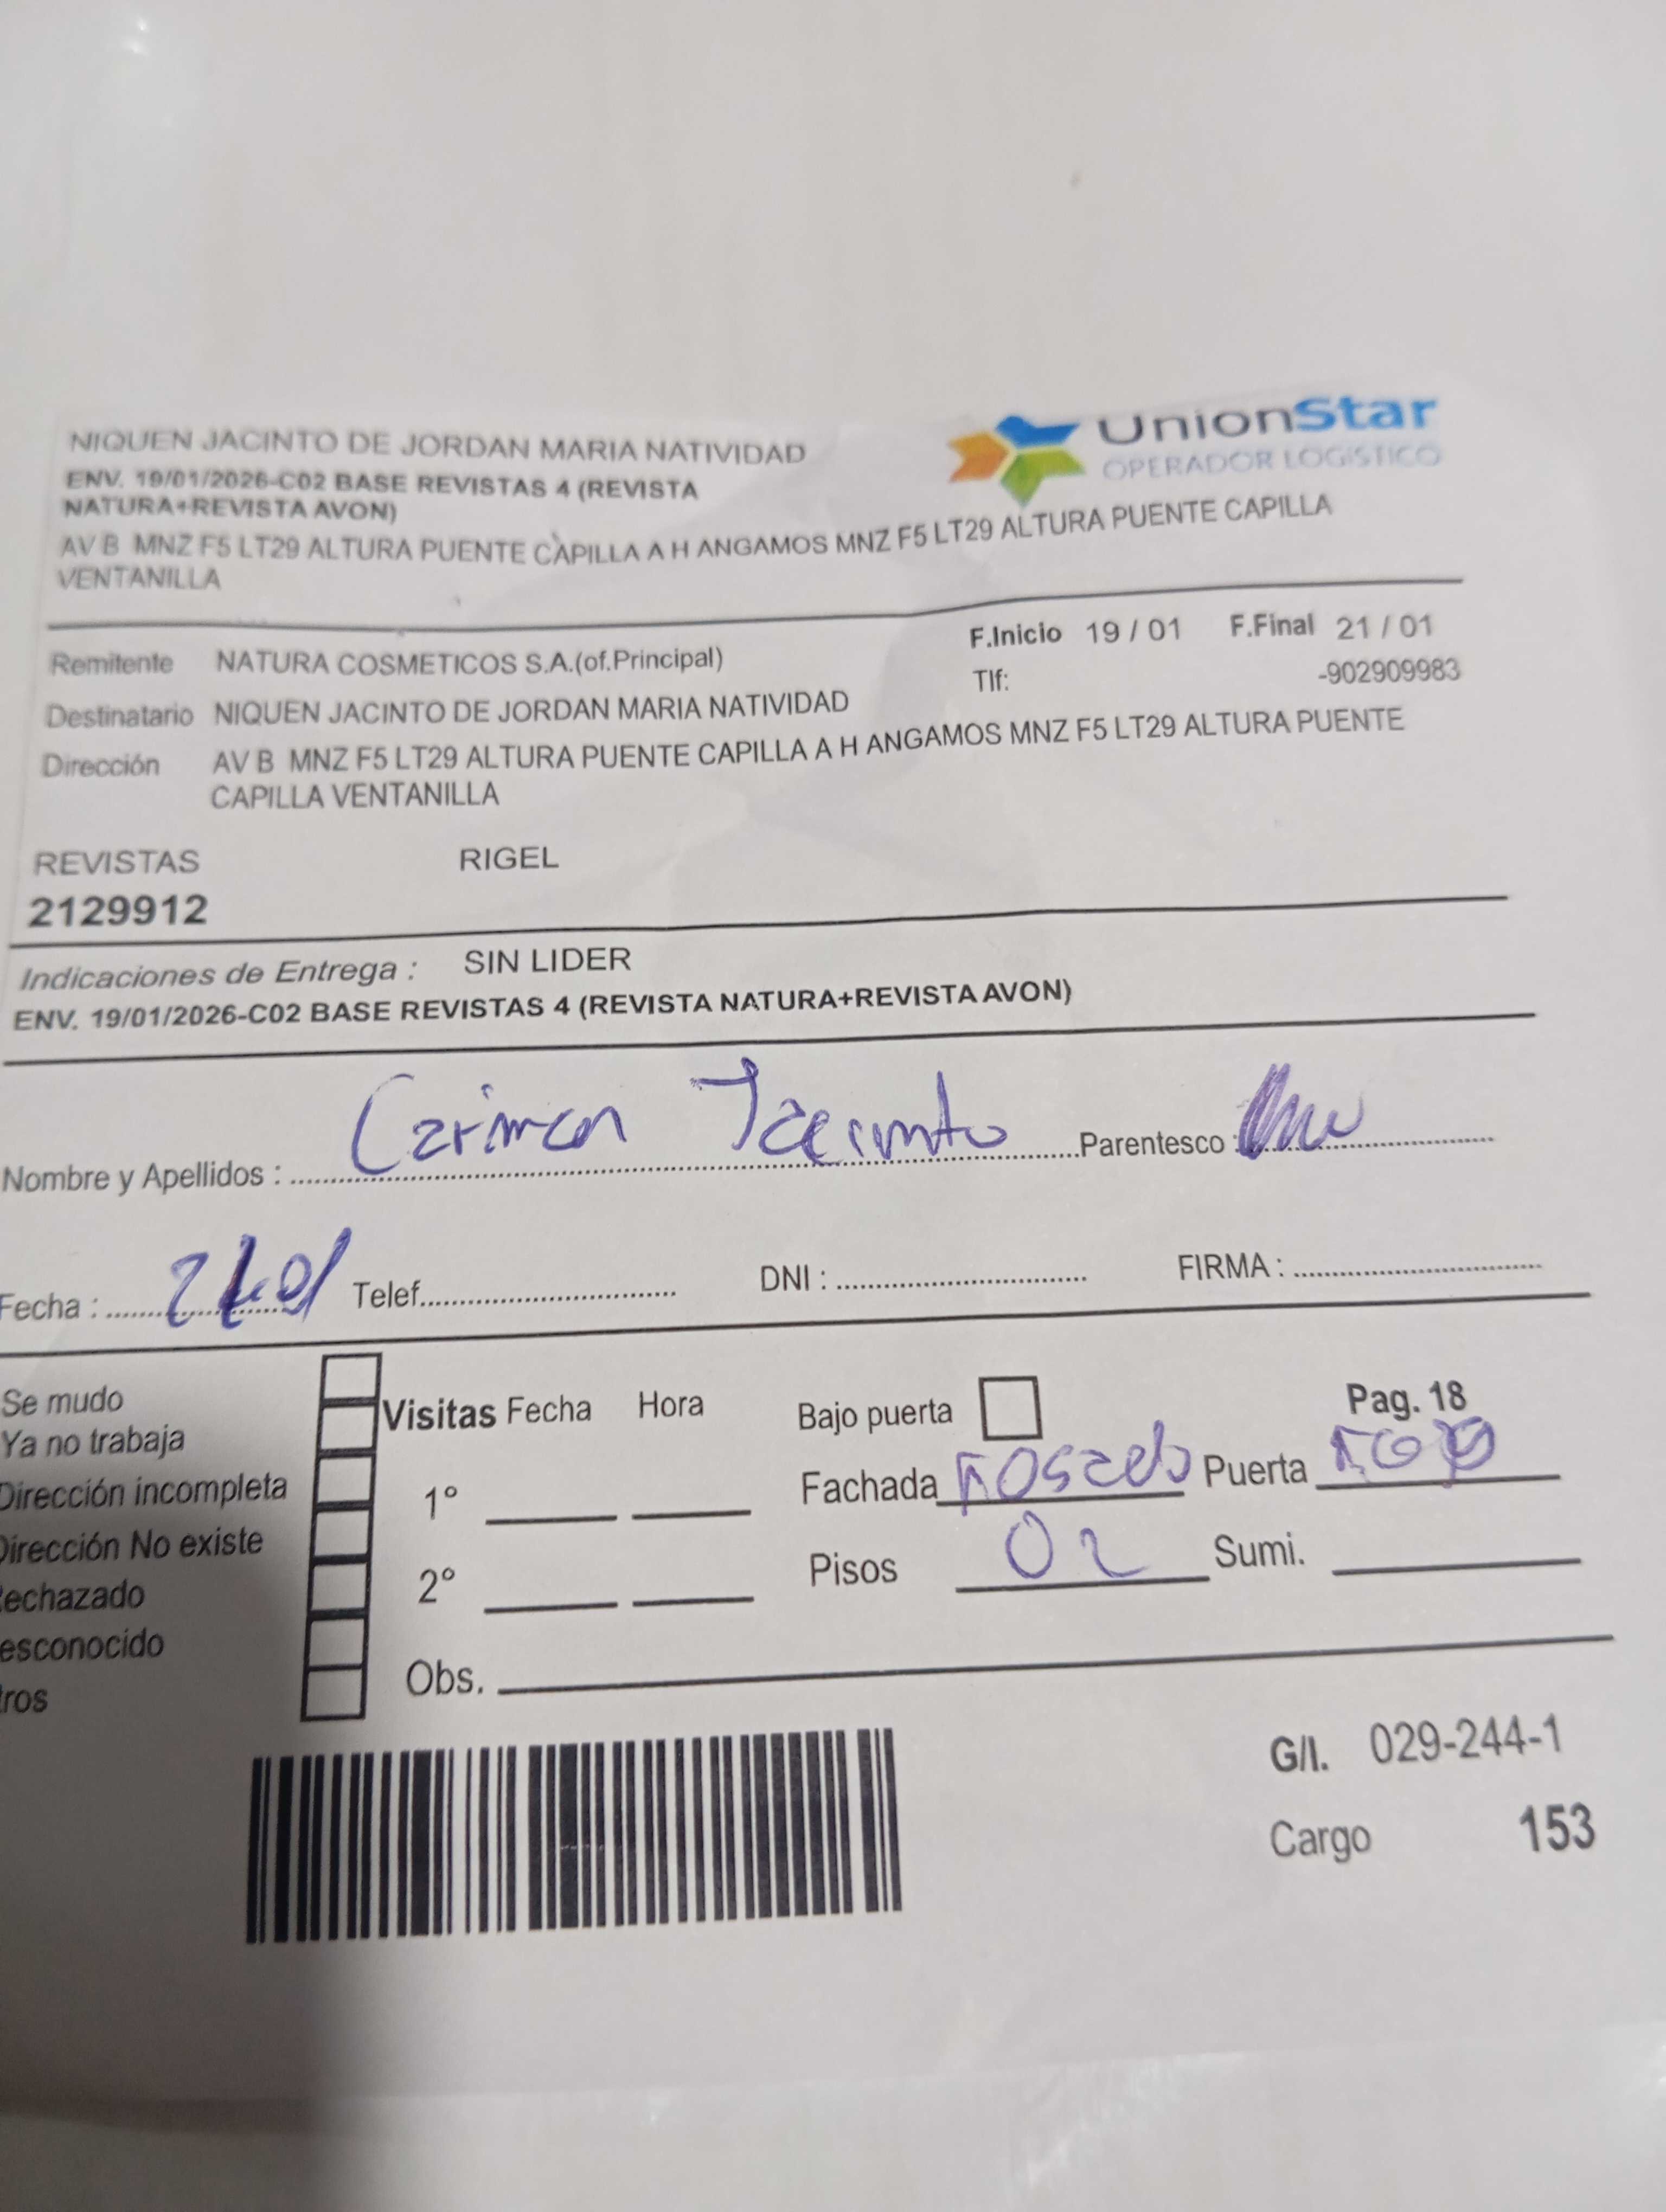 NIQUEN JACINTO DE JORDAN MARIA NATIVIDAD
UnionStar
OPERADOR LOGISTICO
ENV. 19/01/2026-C02 BASE REVISTAS 4 (REVISTA
NATURA+REVISTA AVON)
AV B MNZ F5 LT29 ALTURA PUENTE CAPILLA A H ANGAMOS MNZ F5 LT29 ALTURA PUENTE CAPILLA
VENTANILLA
F.Inicio 19 / 01 F.Final 21 / 01
Remitente NATURA COSMETICOS S.A.(of.Principal)
Tlf: -902909983
Destinatario NIQUEN JACINTO DE JORDAN MARIA NATIVIDAD
Dirección AV B MNZ F5 LT29 ALTURA PUENTE CAPILLA A H ANGAMOS MNZ F5 LT29 ALTURA PUENTE
CAPILLA VENTANILLA
REVISTAS RIGEL
2129912
Indicaciones de Entrega : SIN LIDER
ENV. 19/01/2026-C02 BASE REVISTAS 4 (REVISTA NATURA+REVISTA AVON)
Nombre y Apellidos : Carmen Jacinto Parentesco :
Fecha : Telef. DNI : FIRMA :
Se mudo
Ya no trabaja
Dirección incompleta
Dirección No existe
echazado
esconocido
ros
Visitas Fecha Hora
1°
2°
Obs.
Bajo puerta Pag. 18
Fachada Rosado Puerta
Pisos 02 Sumi.
G/I. 029-244-1
Cargo 153